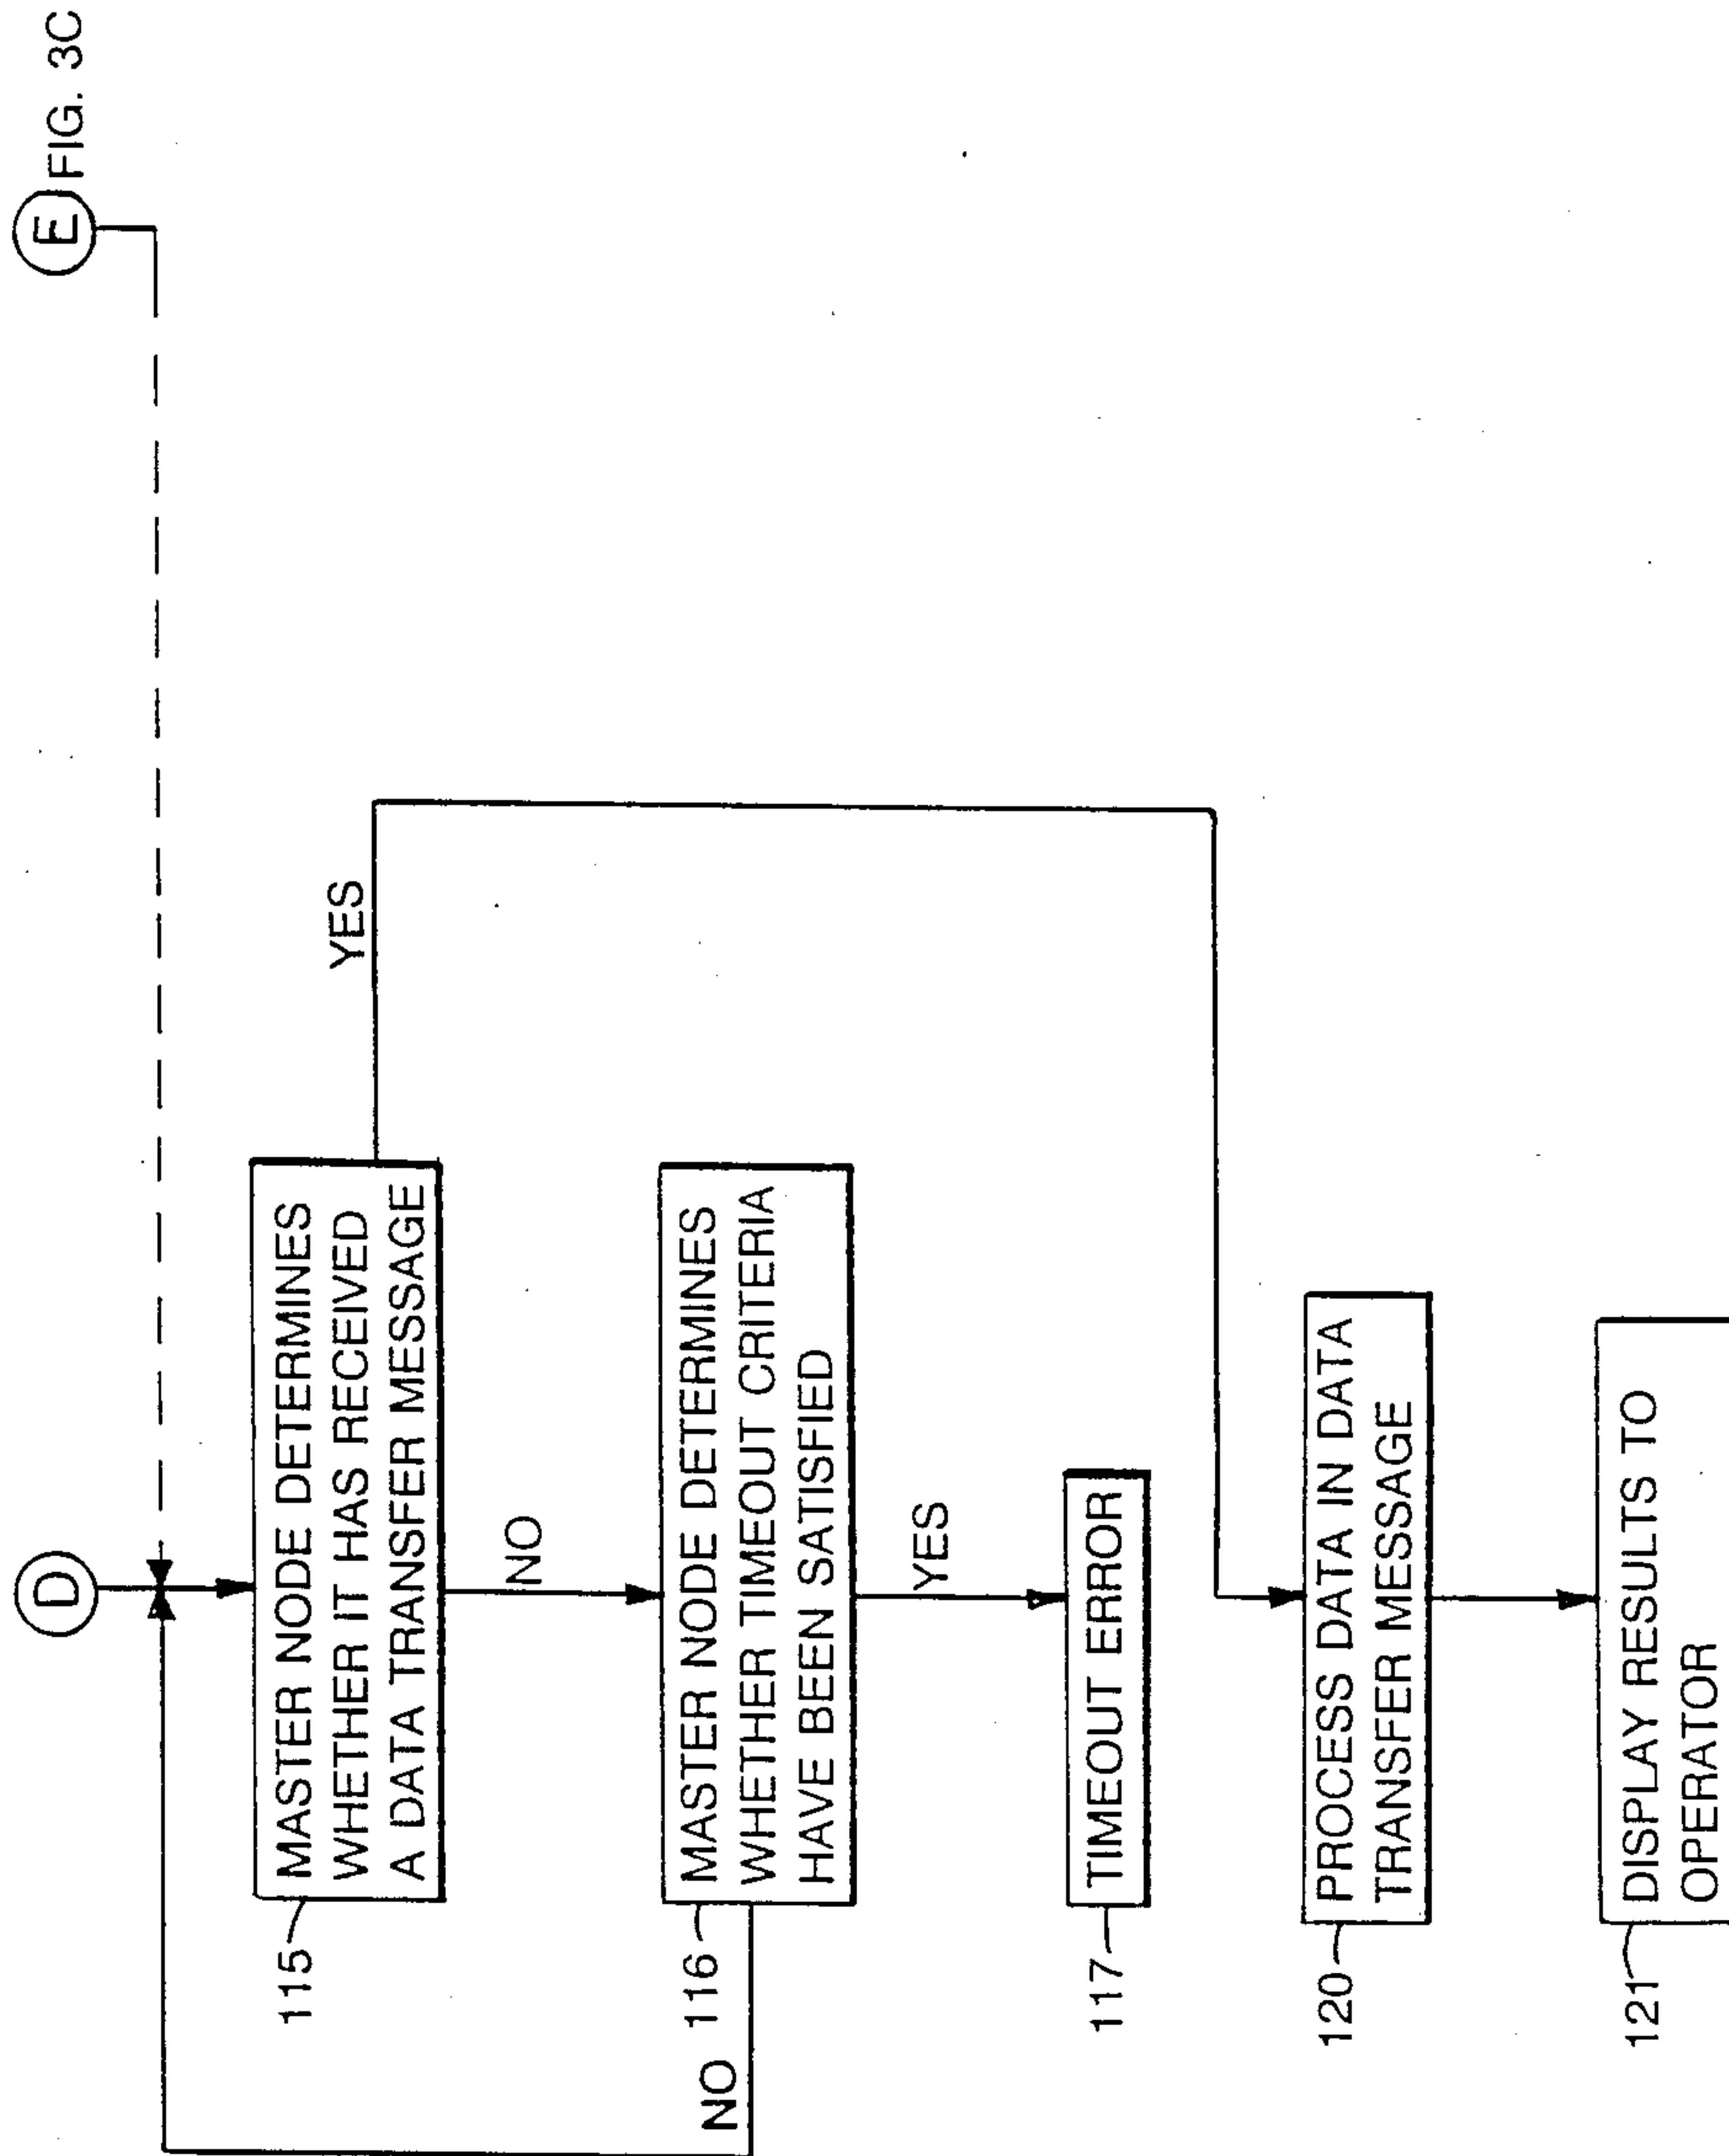 D
E FIG. 3C
115
MASTER NODE DETERMINES
WHETHER IT HAS RECEIVED
A DATA TRANSFER MESSAGE
YES
NO
116
MASTER NODE DETERMINES
WHETHER TIMEOUT CRITERIA
HAVE BEEN SATISFIED
NO
YES
117
TIMEOUT ERROR
120
PROCESS DATA IN DATA
TRANSFER MESSAGE
121
DISPLAY RESULTS TO
OPERATOR